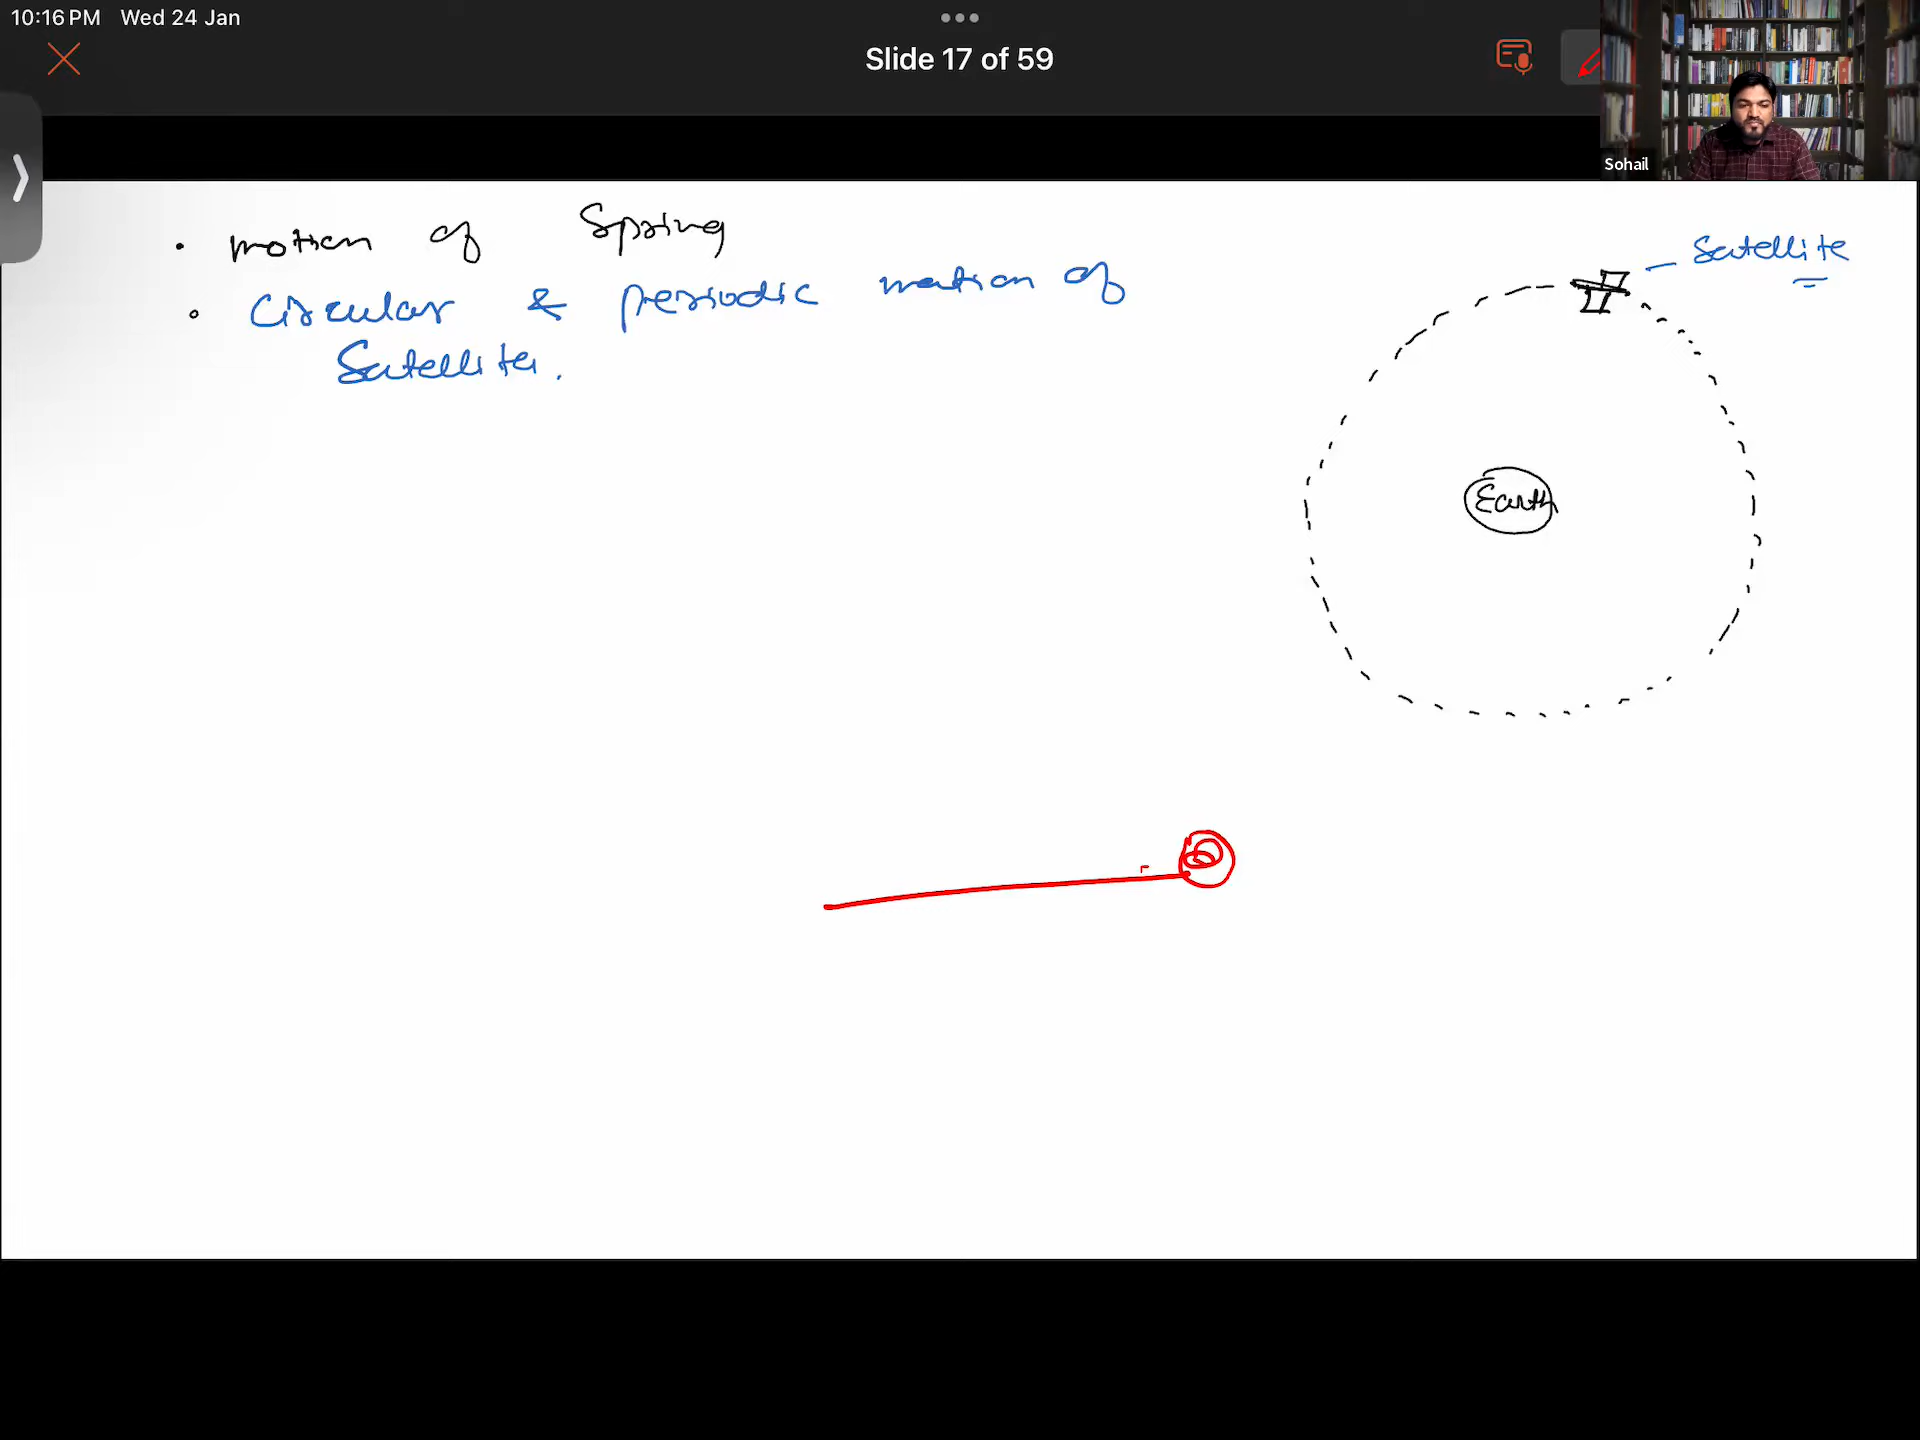 10:16 PM Wed 24 Jan
Slide 17 of 59
Sohail
• motion of Spring
• Circular & periodic motion of
Satellite.
Satellite
Earth